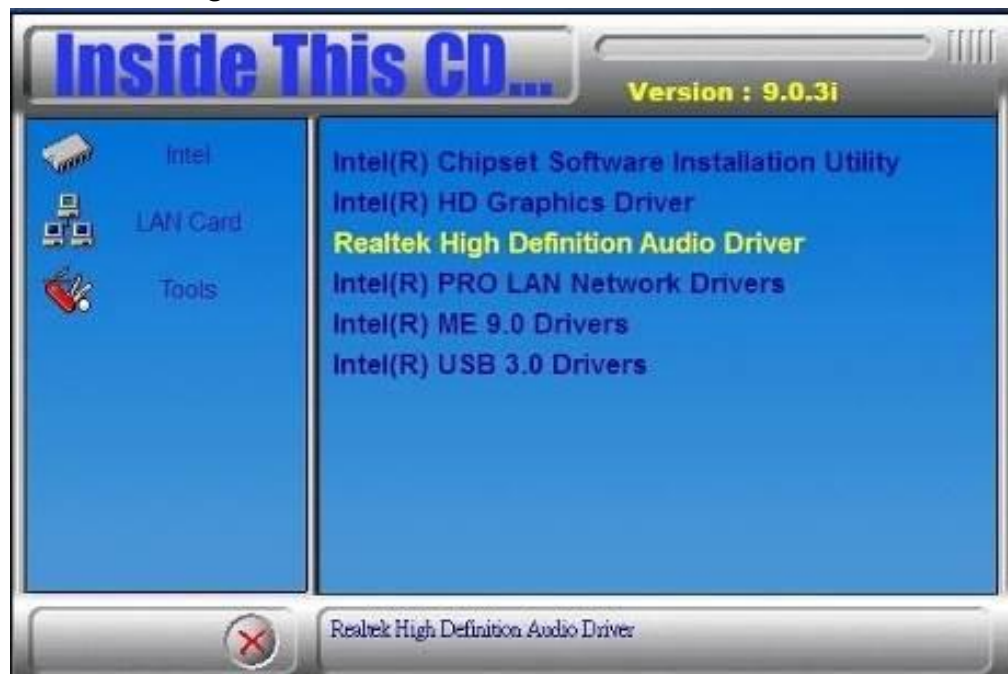 Inside This CD...
Version : 9.0.3i
Intel
LAN Card
Tools
Intel(R) Chipset Software Installation Utility
Intel(R) HD Graphics Driver
Realtek High Definition Audio Driver
Intel(R) PRO LAN Network Drivers
Intel(R) ME 9.0 Drivers
Intel(R) USB 3.0 Drivers
Realtek High Definition Audio Driver